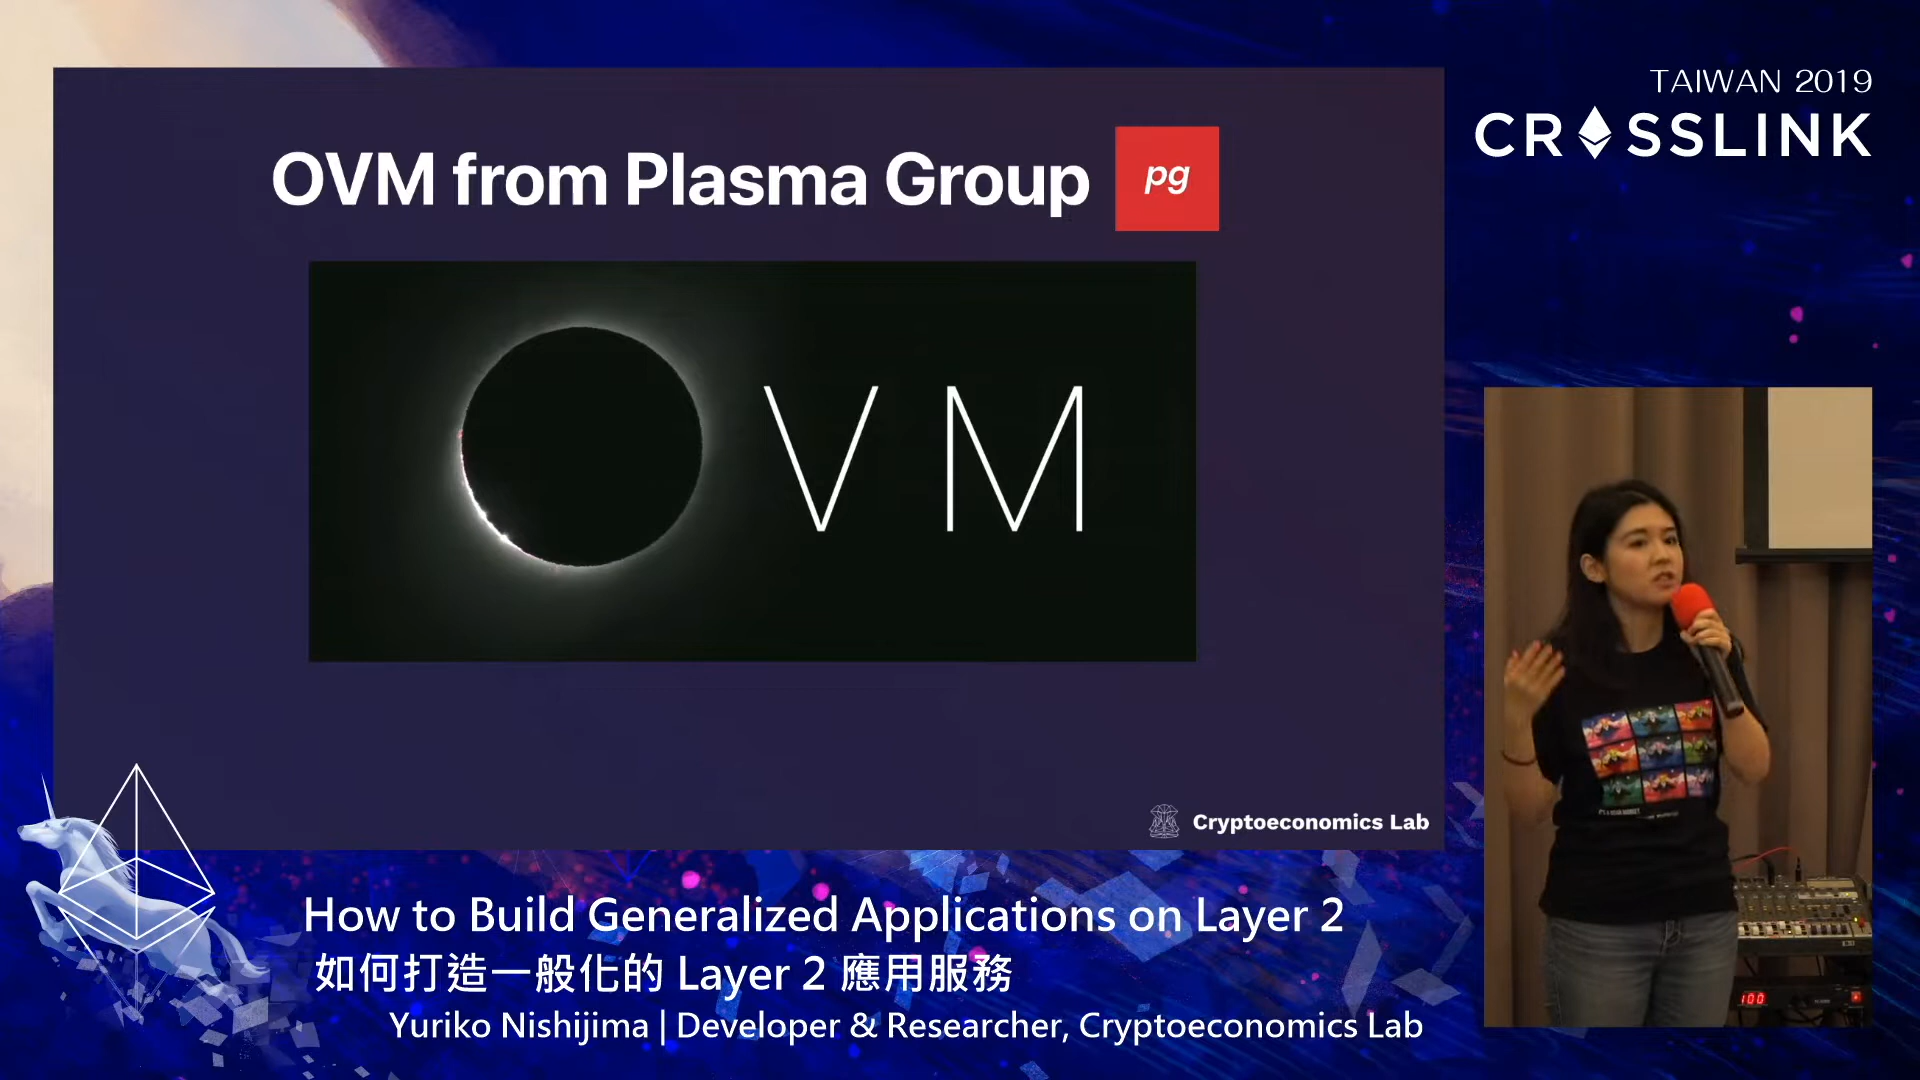 TAIWAN 2019
CROSSLINK
OVM from Plasma Group
pg
OVM
Cryptoeconomics Lab
How to Build Generalized Applications on Layer 2
如何打造一般化的 Layer 2 應用服務
Yuriko Nishijima | Developer & Researcher, Cryptoeconomics Lab
100